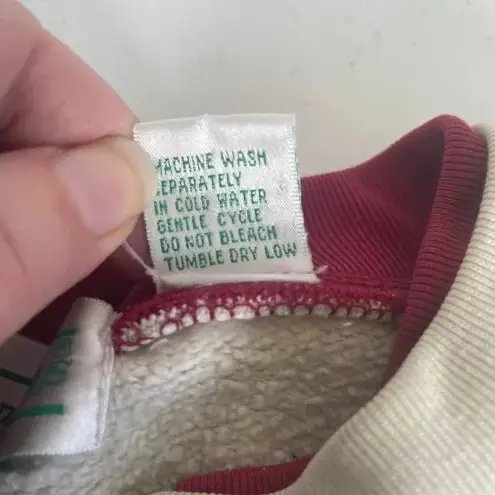 MACHINE WASH
SEPARATELY
IN COLD WATER
GENTLE CYCLE
DO NOT BLEACH
TUMBLE DRY LOW